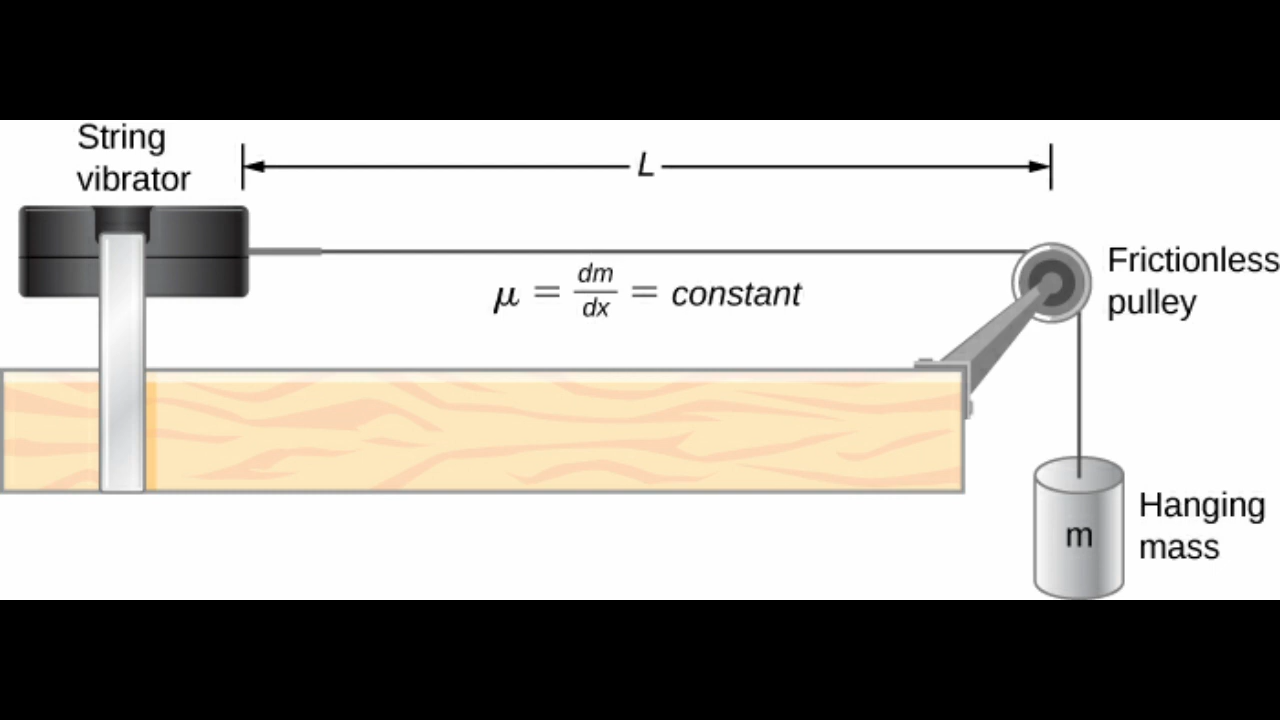 String
vibrator
L
μ = dm/dx = constant
Frictionless
pulley
m
Hanging
mass